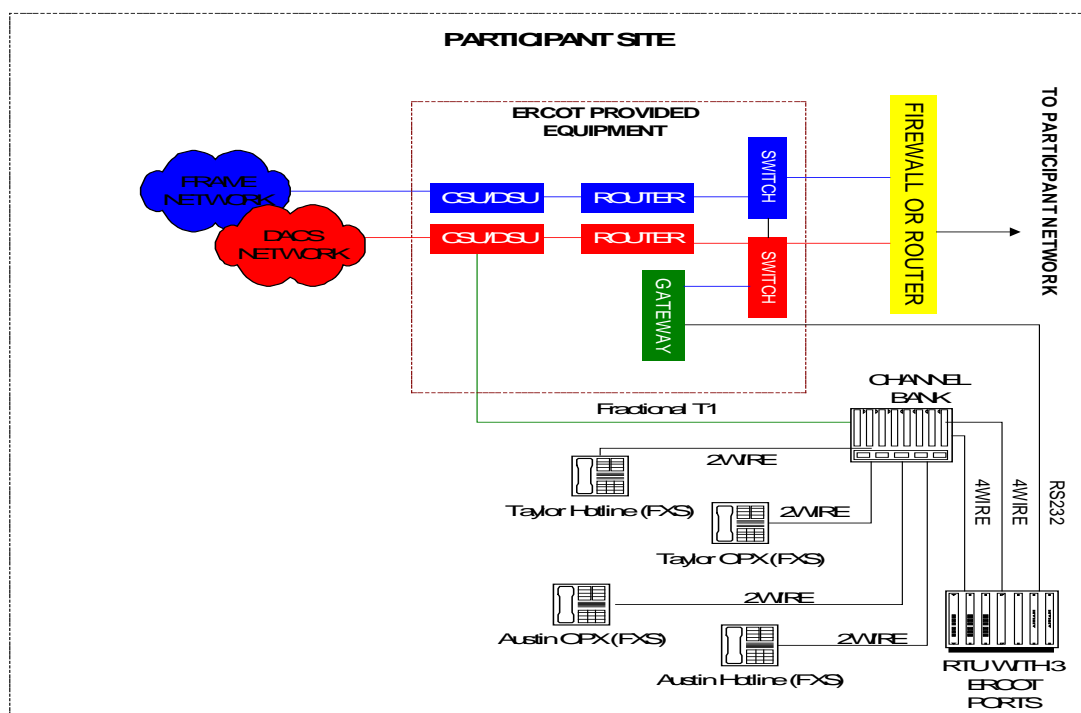 PARTICIPANT SITE
ERCOT PROVIDED
EQUIPMENT
TO PARTICIPANT NETWORK
FIREWALL OR ROUTER
SWITCH
FRAME
NETWORK
CSU/DSU
ROUTER
DACS
NETWORK
CSU/DSU
ROUTER
SWITCH
GATEWAY
CHANNEL
BANK
Fractional T1
2WIRE
Taylor Hotline (FXS)
2WIRE
Taylor OPX (FXS)
4WIRE
4WIRE
RS232
2WIRE
Austin OPX (FXS)
2WIRE
Austin Hotline (FXS)
RTU WITH 3
ERCOT
PORTS